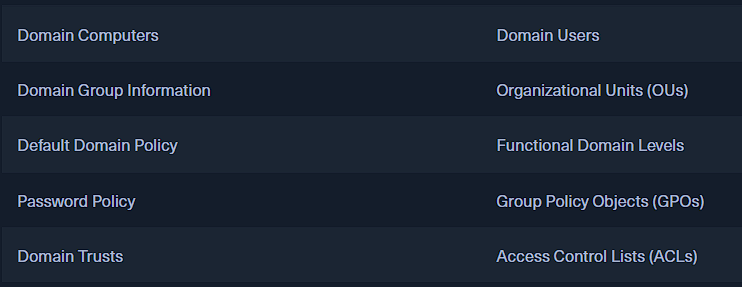 Domain Computers
Domain Users
Domain Group Information
Organizational Units (OUs)
Default Domain Policy
Functional Domain Levels
Password Policy
Group Policy Objects (GPOs)
Domain Trusts
Access Control Lists (ACLs)